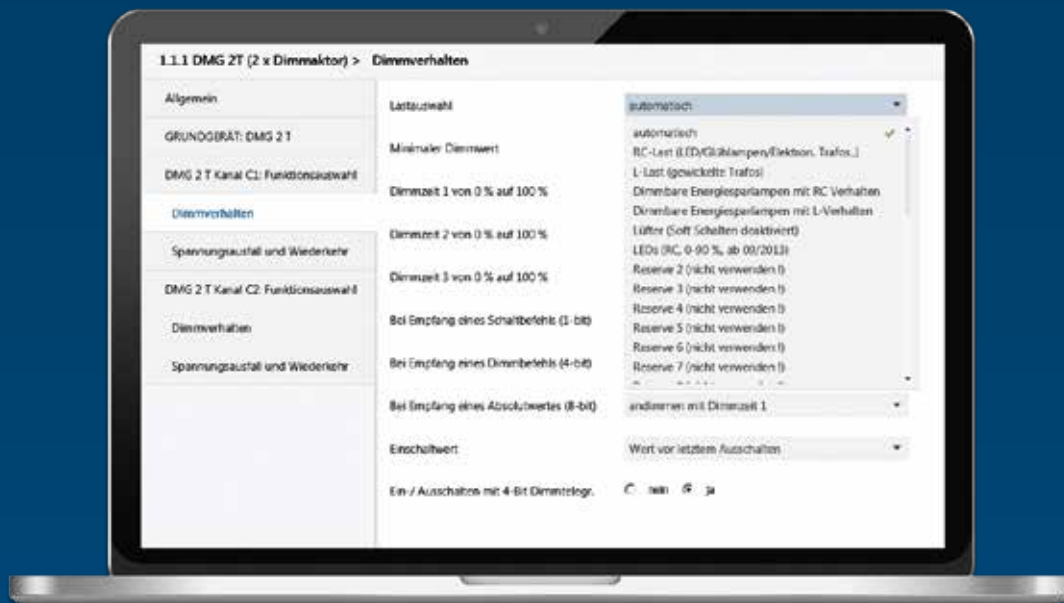 1.1.1 DMG 2T (2 x Dimmaktor) > Dimmverhalten
Allgemein
GRUNDGERÄT: DMG 2 T
DMG 2 T Kanal C1: Funktionsauswahl
Dimmverhalten
Spannungsausfall und Wiederkehr
DMG 2 T Kanal C2: Funktionsauswahl
Dimmverhalten
Spannungsausfall und Wiederkehr
Lastauswahl
automatisch
automatisch
RC-Last (LED/Glühlampen/Elektron. Trafos..)
L-Last (gewickelte Trafos)
Dimmbare Energiesparlampen mit RC Verhalten
Dimmbare Energiesparlampen mit L-Verhalten
Lüfter (Soft Schalten deaktiviert)
LEDs (RC, 0-90 %, ab 09/2013)
Reserve 2 (nicht verwenden !)
Reserve 3 (nicht verwenden !)
Reserve 4 (nicht verwenden !)
Reserve 5 (nicht verwenden !)
Reserve 6 (nicht verwenden !)
Reserve 7 (nicht verwenden !)
Minimaler Dimmwert
Dimmzeit 1 von 0 % auf 100 %
Dimmzeit 2 von 0 % auf 100 %
Dimmzeit 3 von 0 % auf 100 %
Bei Empfang eines Schaltbefehls (1-bit)
Bei Empfang eines Dimmbefehls (4-bit)
Bei Empfang eines Absolutwertes (8-bit)
andimmen mit Dimmzeit 1
Einschaltwert
Wert vor letztem Ausschalten
Ein-/ Ausschalten mit 4-Bit Dimmtelegr.
nein ja